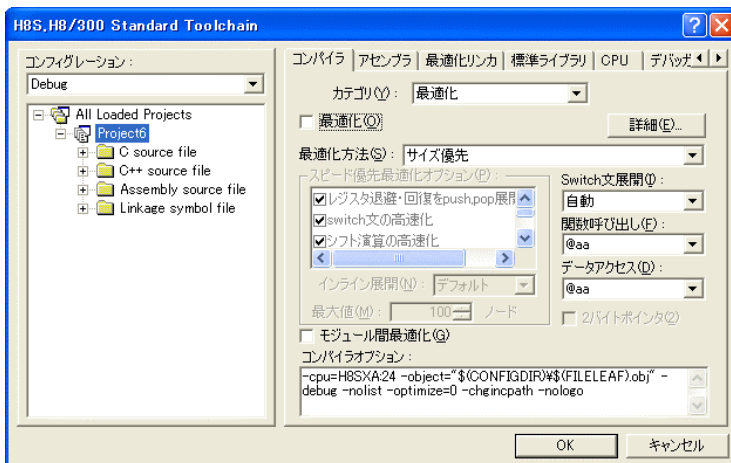 H8S,H8/300 Standard Toolchain
コンフィグレーション :
Debug
All Loaded Projects
Project6
C source file
C++ source file
Assembly source file
Linkage symbol file
コンパイラ
アセンブラ
最適化リンカ
標準ライブラリ
CPU
デバッガ
カテゴリ(Y) :
最適化
最適化(O)
詳細(E)...
最適化方法(S) :
サイズ優先
スピード優先最適化オプション(P) :
レジスタ退避・回復をpush,pop展開
switch文の高速化
シフト演算の高速化
インライン展開(N) :
デフォルト
最大値(M) :
100
ノード
Switch文展開(I) :
自動
関数呼び出し(F) :
@aa
データアクセス(D) :
@aa
2バイトポインタ(2)
モジュール間最適化(G)
コンパイラオプション :
-cpu=H8SXA:24 -object="$(CONFIGDIR)¥$(FILELEAF).obj" -
debug -nolist -optimize=0 -chgincpath -nologo
OK
キャンセル